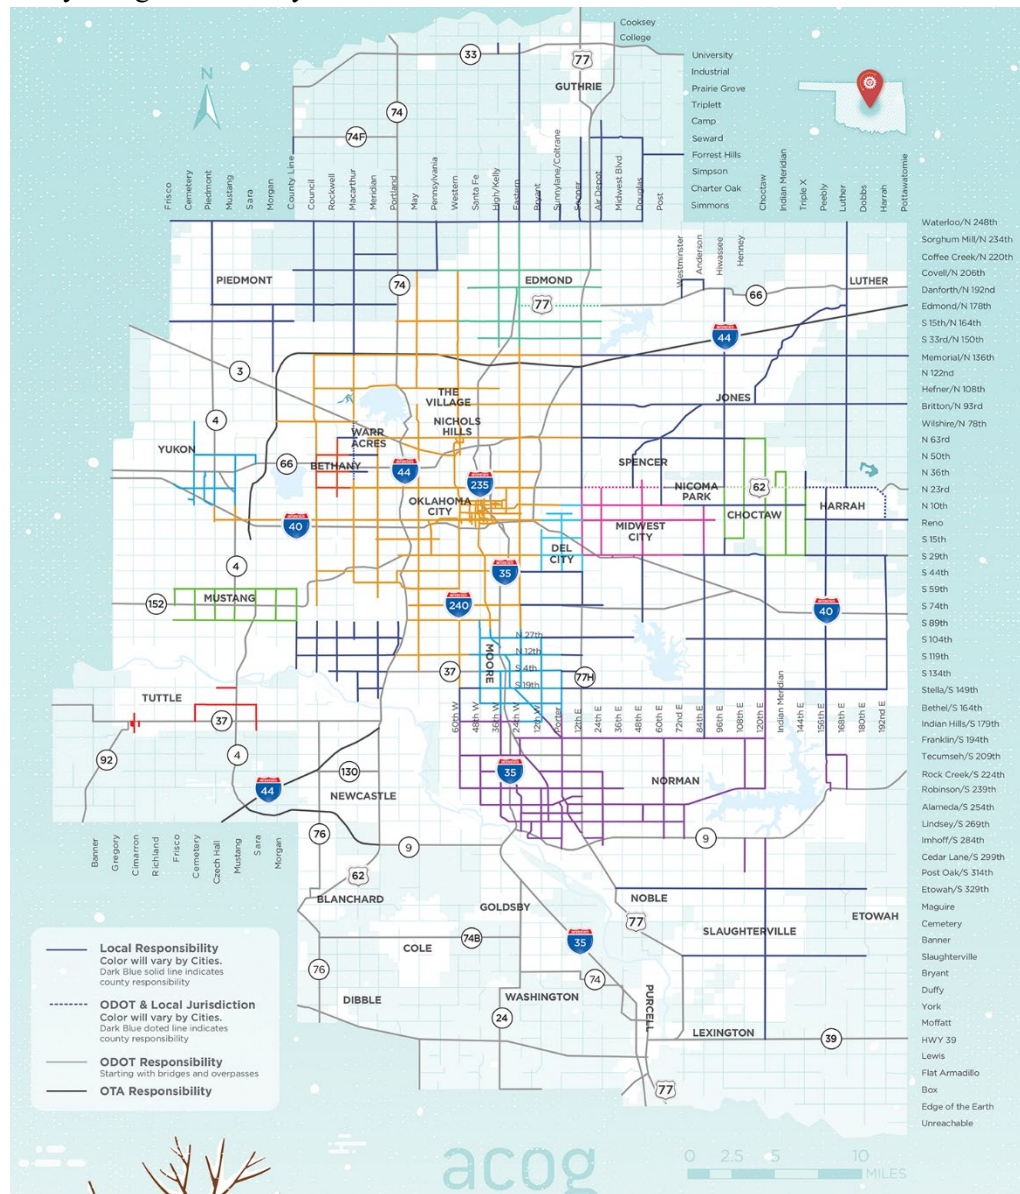 Cooksey
College
University
Industrial
Prairie Grove
Triplett
Camp
Seward
Forrest Hills
Simpson
Charter Oak
Simmons
33
77
GUTHRIE
N
74
74F
Frisco
Cemetery
Piedmont
Mustang
Sara
Morgan
County Line
Council
Rockwell
Macarthur
Meridian
Portland
May
Pennsylvania
Western
Santa Fe
High/Kelly
Eastern
Bryant
Sunnylane/Coltrane
Sooner
Air Depot
Midwest Blvd
Douglas
Post
Westminster
Anderson
Hiwassee
Henney
Choctaw
Indian Meridian
Triple X
Peebly
Luther
Dobbs
Harrah
Pottawatomie
Waterloo/N 248th
Sorghum Mill/N 234th
Coffee Creek/N 220th
Covell/N 206th
Danforth/N 192nd
Edmond/N 178th
S 15th/N 164th
S 33rd/N 150th
Memorial/N 136th
N 122nd
Hefner/N 108th
Britton/N 93rd
Wilshire/N 78th
N 63rd
N 50th
N 36th
N 23rd
N 10th
Reno
S 15th
S 29th
S 44th
S 59th
S 74th
S 89th
S 104th
S 119th
S 134th
Stella/S 149th
Bethel/S 164th
Indian Hills/S 179th
Franklin/S 194th
Tecumseh/S 209th
Rock Creek/S 224th
Robinson/S 239th
Alameda/S 254th
Lindsey/S 269th
Imhoff/S 284th
Cedar Lane/S 299th
Post Oak/S 314th
Etowah/S 329th
Maguire
Cemetery
Banner
Slaughterville
Bryant
Duffy
York
Moffatt
HWY 39
Lewis
Flat Armadillo
Box
Edge of the Earth
Unreachable
PIEDMONT
74
EDMOND
77
66
LUTHER
44
3
4
THE
VILLAGE
NICHOLS
HILLS
JONES
YUKON
WARR
ACRES
66
BETHANY
44
235
SPENCER
NICOMA
PARK
62
CHOCTAW
HARRAH
OKLAHOMA
CITY
40
MIDWEST
CITY
DEL
CITY
4
35
152
MUSTANG
240
40
N 27th
N 12th
S 4th
S 19th
MOORE
37
77H
TUTTLE
37
4
92
44
130
NEWCASTLE
60th W
48th W
36th W
24th W
12th W
Porter
12th E
24th E
36th E
48th E
60th E
72nd E
84th E
96th E
108th E
120th E
Indian Meridian
144th E
156th E
168th E
180th E
192nd E
35
NORMAN
9
76
9
62
Banner
Gregory
Cimarron
Richland
Frisco
Cemetery
Czech Hall
Mustang
Sara
Morgan
BLANCHARD
GOLDSBY
NOBLE
77
ETOWAH
SLAUGHTERVILLE
COLE
74B
35
76
74
DIBBLE
WASHINGTON
PURCELL
24
LEXINGTON
39
77
Local Responsibility
Color will vary by Cities.
Dark Blue solid line indicates
county responsibility
ODOT & Local Jurisdiction
Color will vary by Cities.
Dark Blue doted line indicates
county responsibility
ODOT Responsibility
Starting with bridges and overpasses
OTA Responsibility
acog
0 2.5 5 10
MILES